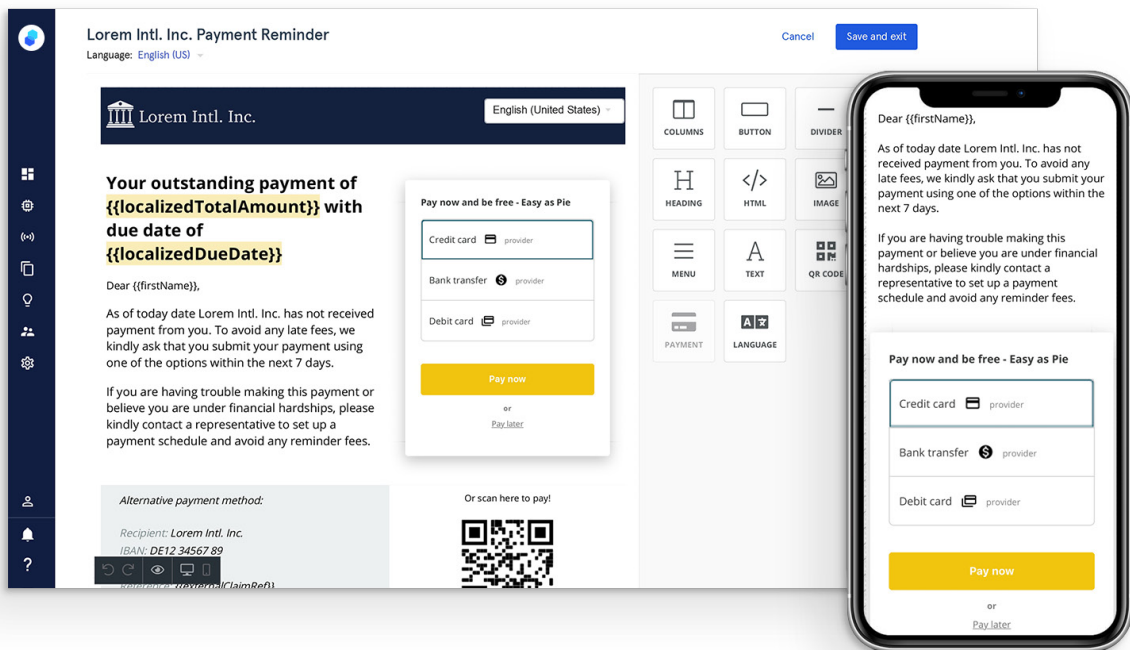 Lorem Intl. Inc. Payment Reminder
Language: English (US)
Cancel
Save and exit
Lorem Intl. Inc.
English (United States)
Your outstanding payment of
{{localizedTotalAmount}} with
due date of
{{localizedDueDate}}
Dear {{firstName}},
As of today date Lorem Intl. Inc. has not received
payment from you. To avoid any late fees, we
kindly ask that you submit your payment using
one of the options within the next 7 days.
If you are having trouble making this payment or
believe you are under financial hardships, please
kindly contact a representative to set up a
payment schedule and avoid any reminder fees.
Pay now and be free - Easy as Pie
Credit card provider
Bank transfer provider
Debit card provider
Pay now
or
Pay later
Alternative payment method:
Recipient: Lorem Intl. Inc.
IBAN: DE12 34567 89
Reference: {{externalClaimRef}}
Or scan here to pay!
COLUMNS
BUTTON
DIVIDER
HEADING
HTML
IMAGE
MENU
TEXT
QR CODE
PAYMENT
LANGUAGE
Dear {{firstName}},
As of today date Lorem Intl. Inc. has not
received payment from you. To avoid any
late fees, we kindly ask that you submit your
payment using one of the options within the
next 7 days.
If you are having trouble making this
payment or believe you are under financial
hardships, please kindly contact a
representative to set up a payment
schedule and avoid any reminder fees.
Pay now and be free - Easy as Pie
Credit card provider
Bank transfer provider
Debit card provider
Pay now
or
Pay later